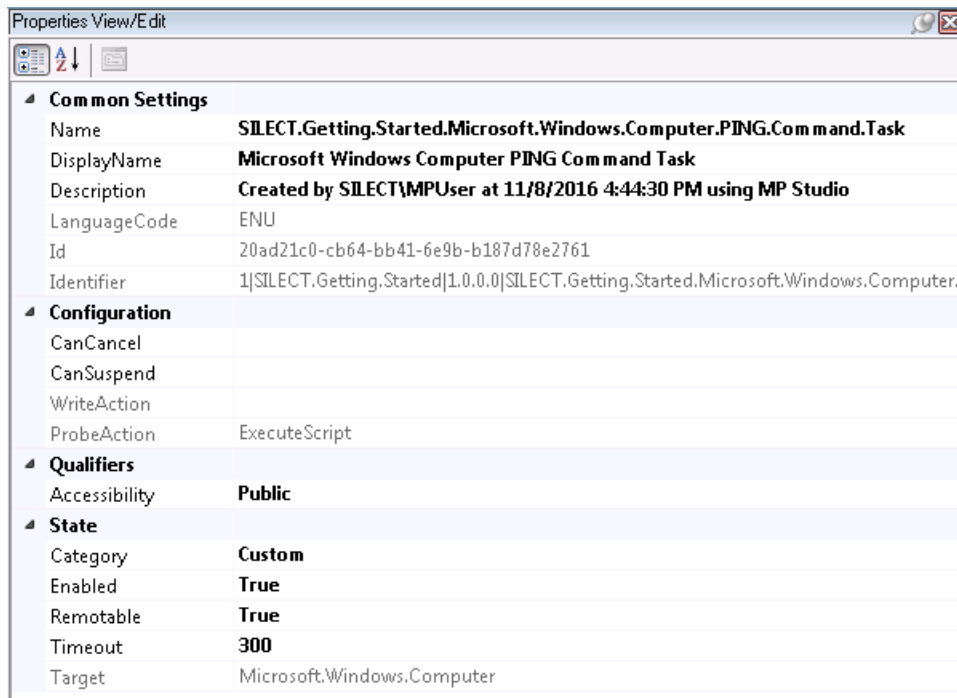 Properties View/Edit
A Z
Common Settings
Name SILECT.Getting.Started.Microsoft.Windows.Computer.PING.Command.Task
DisplayName Microsoft Windows Computer PING Command Task
Description Created by SILECT\MPUser at 11/8/2016 4:44:30 PM using MP Studio
LanguageCode ENU
Id 20ad21c0-cb64-bb41-6e9b-b187d78e2761
Identifier 1|SILECT.Getting.Started|1.0.0.0|SILECT.Getting.Started.Microsoft.Windows.Computer.
Configuration
CanCancel
CanSuspend
WriteAction
ProbeAction ExecuteScript
Qualifiers
Accessibility Public
State
Category Custom
Enabled True
Remotable True
Timeout 300
Target Microsoft.Windows.Computer